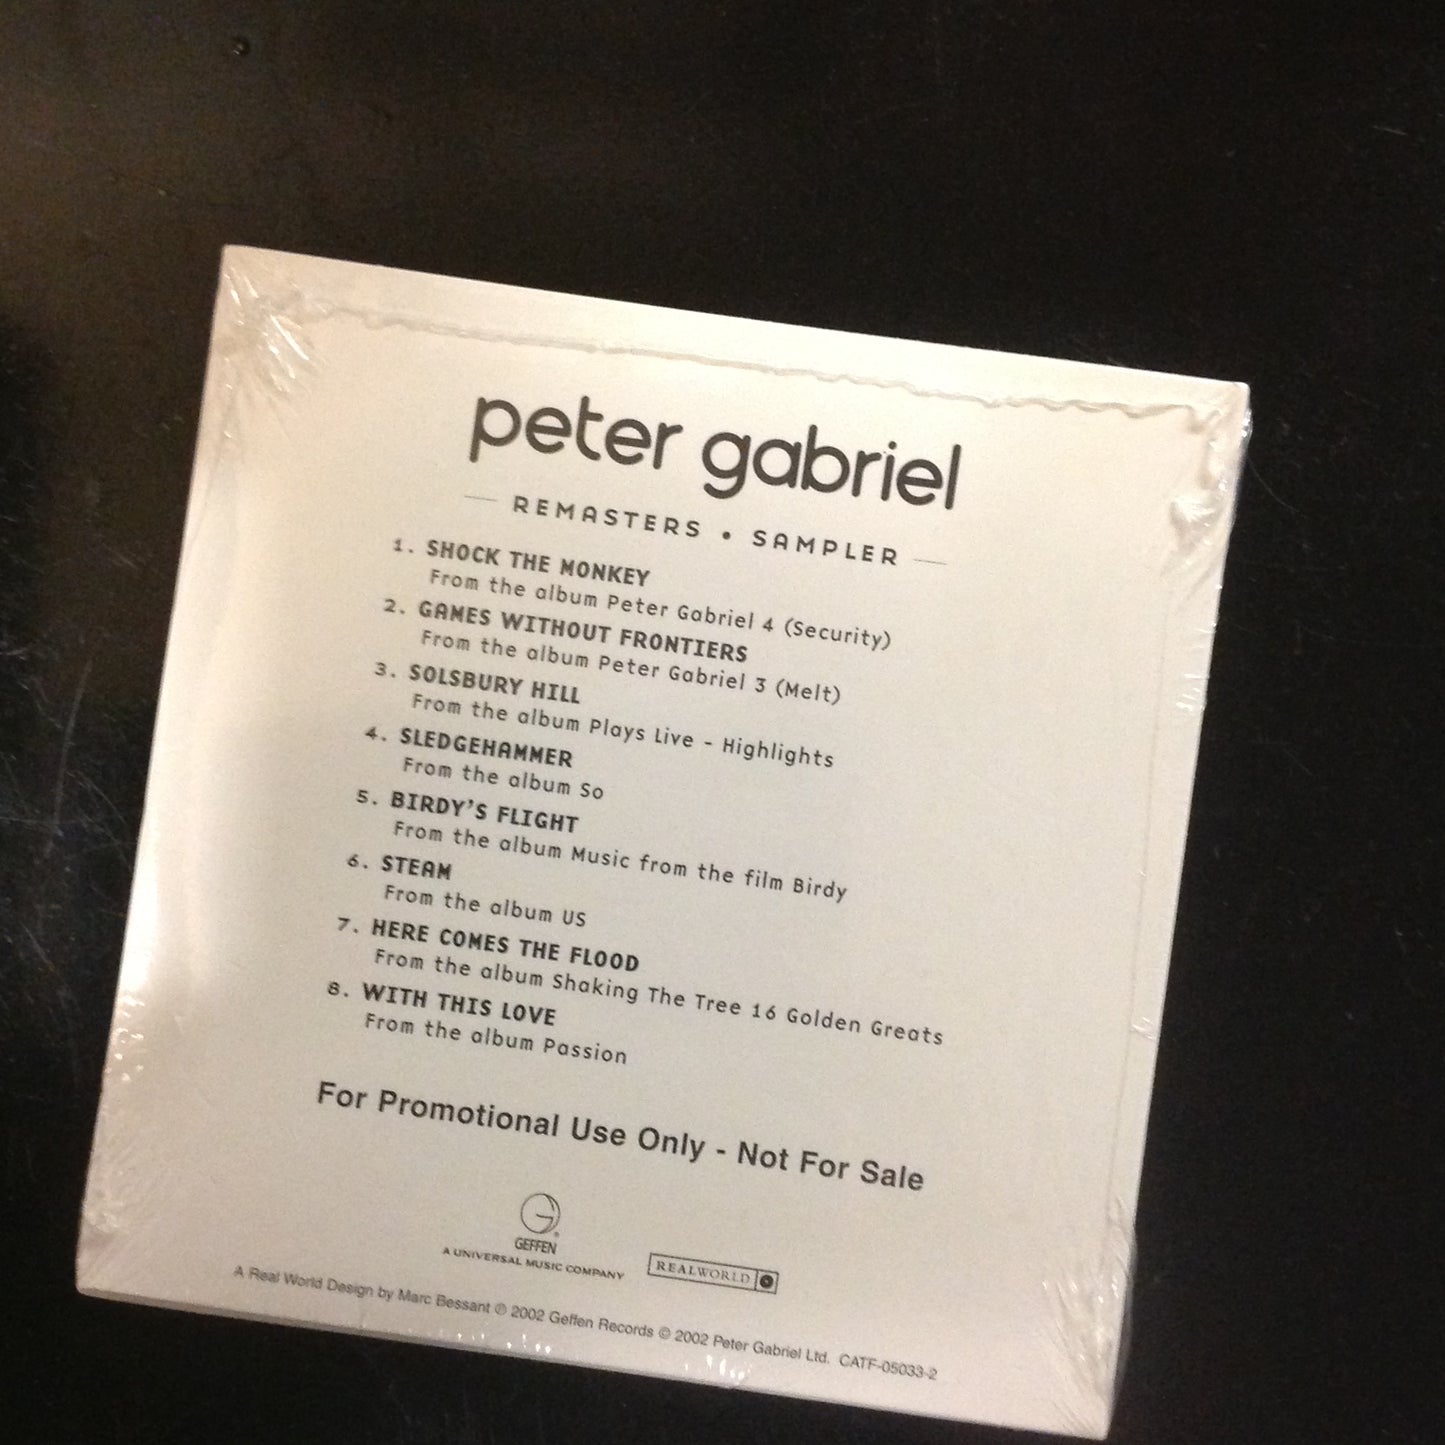 peter gabriel
REMASTERS • SAMPLER
1. SHOCK THE MONKEY
From the album Peter Gabriel 4 (Security)
2. GAMES WITHOUT FRONTIERS
From the album Peter Gabriel 3 (Melt)
3. SOLSBURY HILL
From the album Plays Live - Highlights
4. SLEDGEHAMMER
From the album So
5. BIRDY'S FLIGHT
From the album Music from the film Birdy
6. STEAM
From the album US
7. HERE COMES THE FLOOD
From the album Shaking The Tree 16 Golden Greats
8. WITH THIS LOVE
From the album Passion
For Promotional Use Only - Not For Sale
GEFFEN
A UNIVERSAL MUSIC COMPANY
REALWORLD
A Real World Design by Marc Bessant ℗ 2002 Geffen Records © 2002 Peter Gabriel Ltd. CATF-05033-2